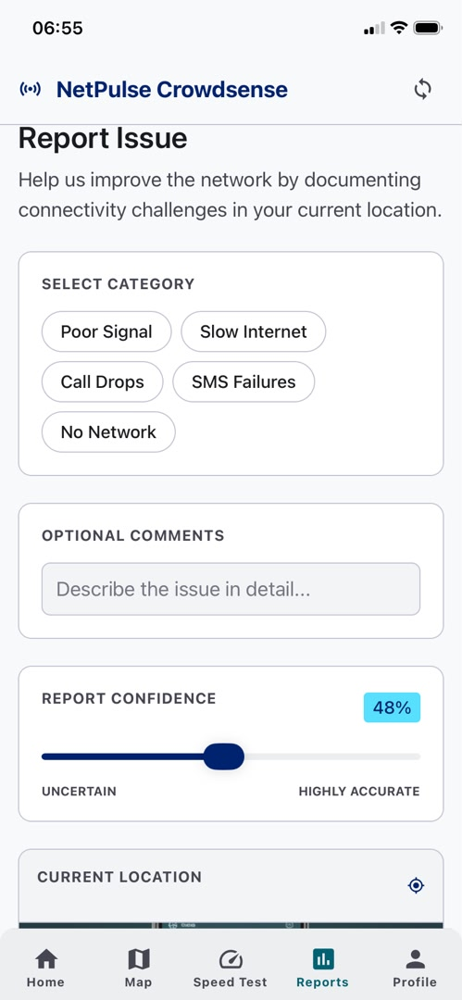 06:55
NetPulse Crowdsense
Report Issue
Help us improve the network by documenting
connectivity challenges in your current location.
SELECT CATEGORY
Poor Signal
Slow Internet
Call Drops
SMS Failures
No Network
OPTIONAL COMMENTS
Describe the issue in detail...
REPORT CONFIDENCE
48%
UNCERTAIN
HIGHLY ACCURATE
CURRENT LOCATION
Home
Map
Speed Test
Reports
Profile